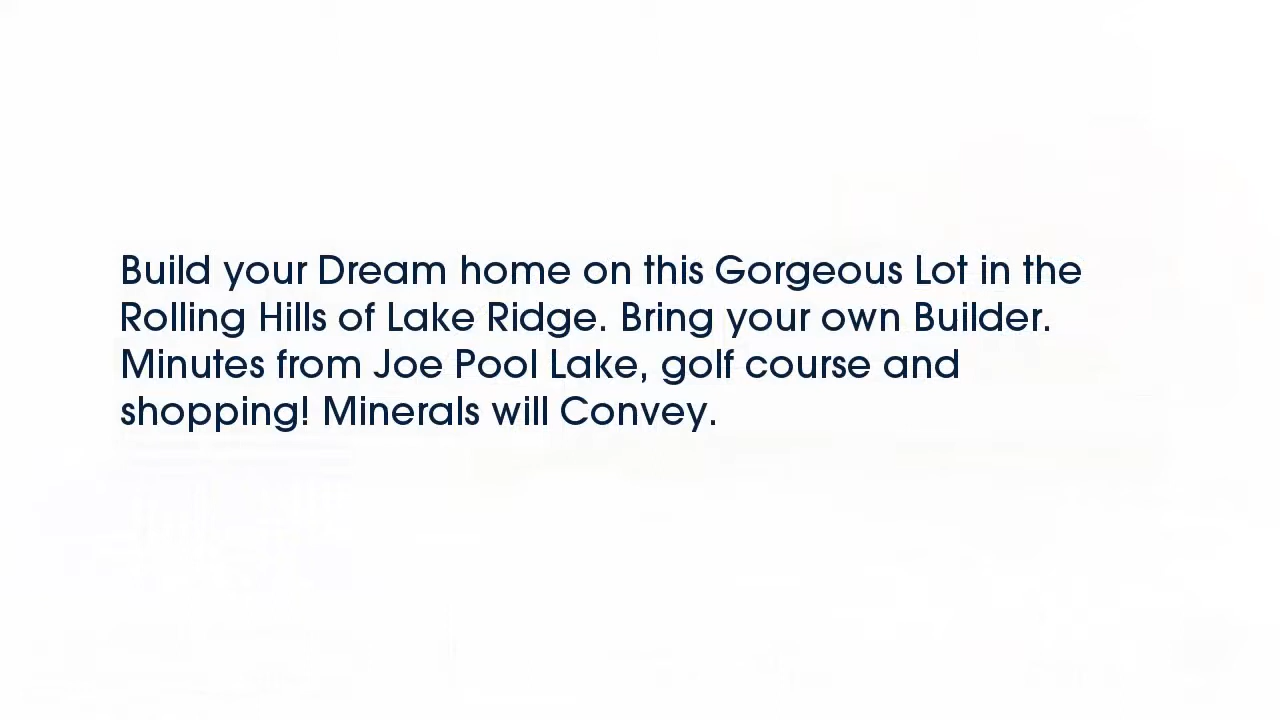 Build your Dream home on this Gorgeous Lot in the
Rolling Hills of Lake Ridge. Bring your own Builder.
Minutes from Joe Pool Lake, golf course and
shopping! Minerals will Convey.